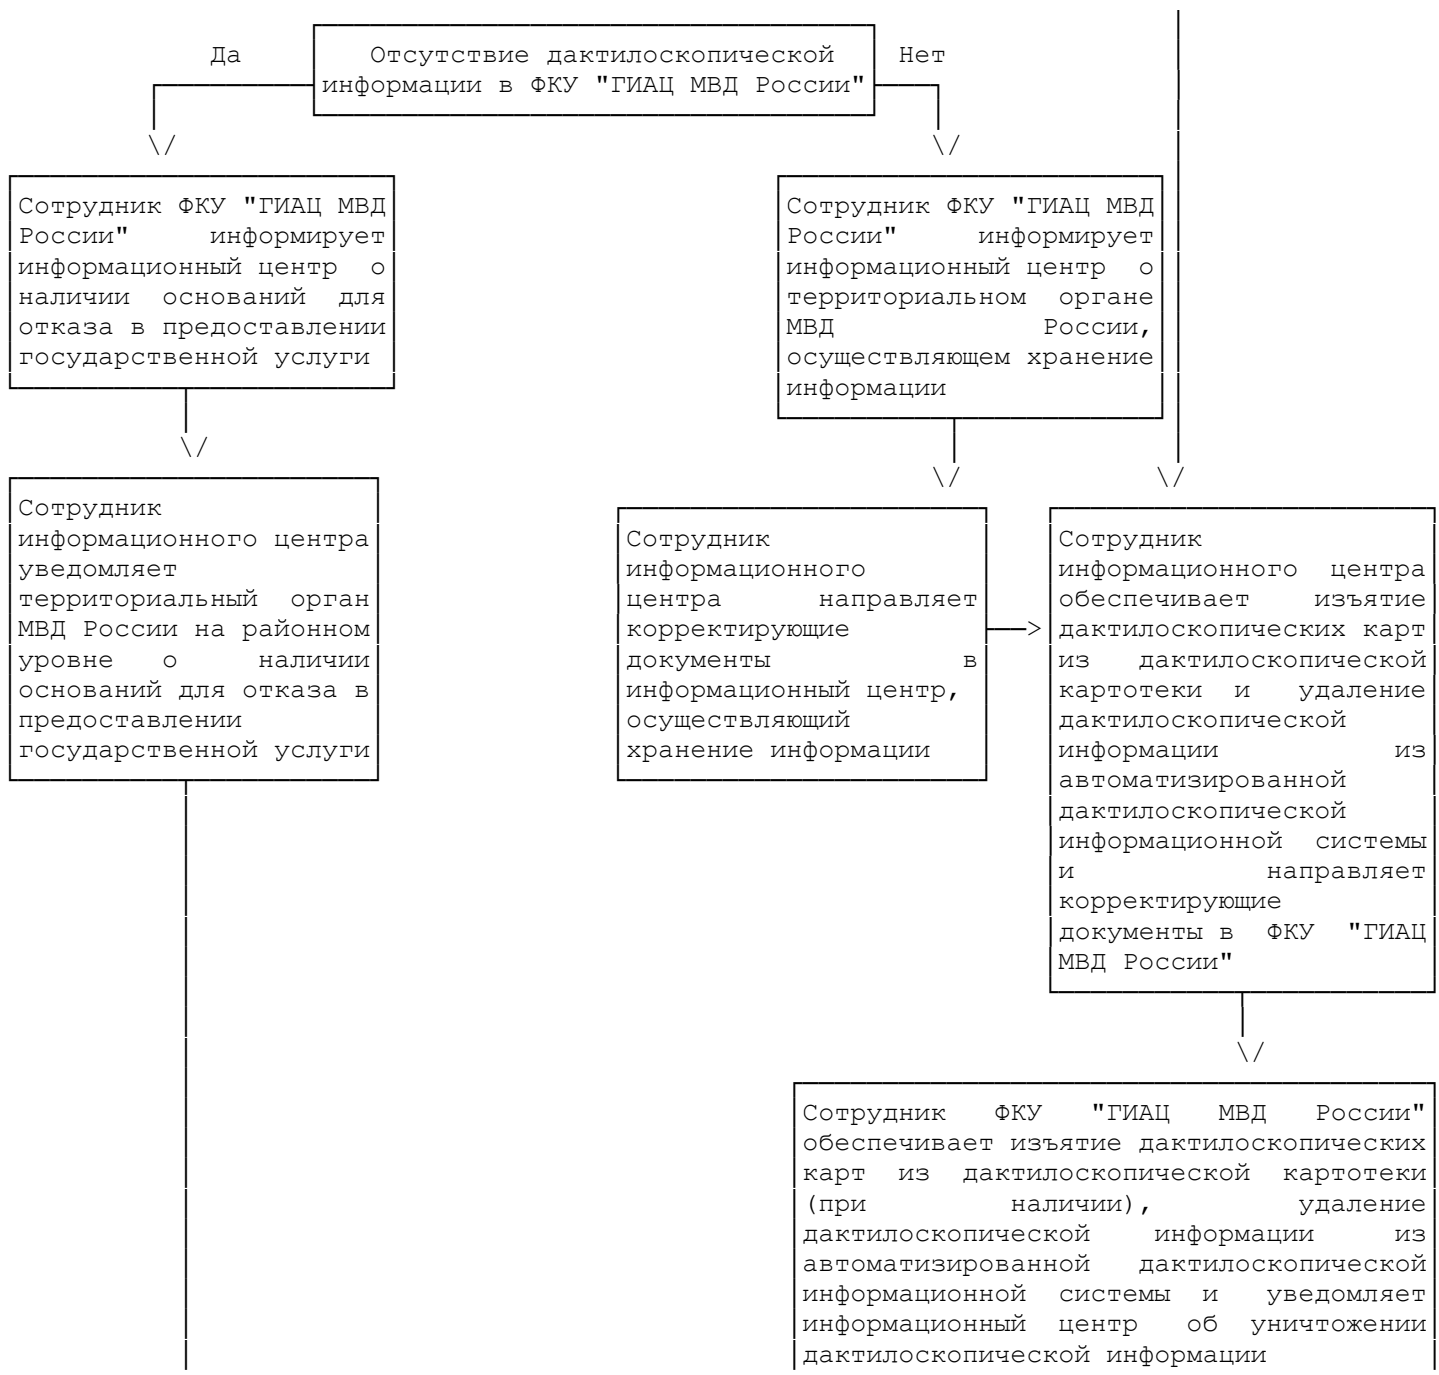 Да
Отсутствие дактилоскопической
информации в ФКУ "ГИАЦ МВД России"
Нет
Сотрудник ФКУ "ГИАЦ МВД
России" информирует
информационный центр о
наличии оснований для
отказа в предоставлении
государственной услуги
Сотрудник ФКУ "ГИАЦ МВД
России" информирует
информационный центр о
территориальном органе
МВД России,
осуществляющем хранение
информации
Сотрудник
информационного центра
уведомляет
территориальный орган
МВД России на районном
уровне о наличии
оснований для отказа в
предоставлении
государственной услуги
Сотрудник
информационного
центра направляет
корректирующие
документы в
информационный центр,
осуществляющий
хранение информации
Сотрудник
информационного центра
обеспечивает изъятие
дактилоскопических карт
из дактилоскопической
картотеки и удаление
дактилоскопической
информации из
автоматизированной
дактилоскопической
информационной системы
и направляет
корректирующие
документы в ФКУ "ГИАЦ
МВД России"
Сотрудник ФКУ "ГИАЦ МВД России"
обеспечивает изъятие дактилоскопических
карт из дактилоскопической картотеки
(при наличии), удаление
дактилоскопической информации из
автоматизированной дактилоскопической
информационной системы и уведомляет
информационный центр об уничтожении
дактилоскопической информации